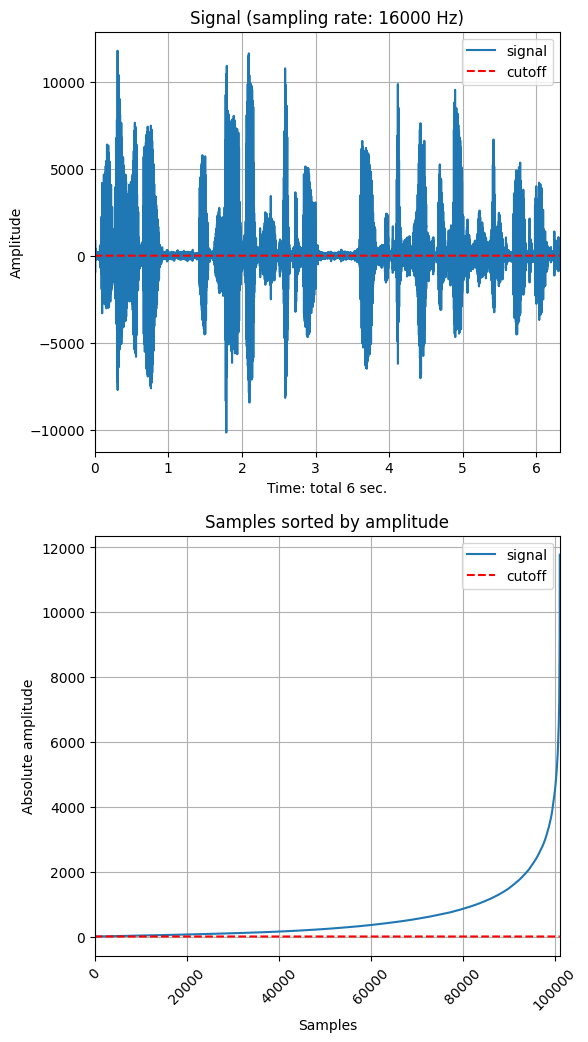 Signal (sampling rate: 16000 Hz)
signal
cutoff
10000
5000
0
−5000
−10000
Amplitude
0 1 2 3 4 5 6
Time: total 6 sec.
Samples sorted by amplitude
signal
cutoff
12000
10000
8000
6000
4000
2000
0
Absolute amplitude
0 20000 40000 60000 80000 100000
Samples